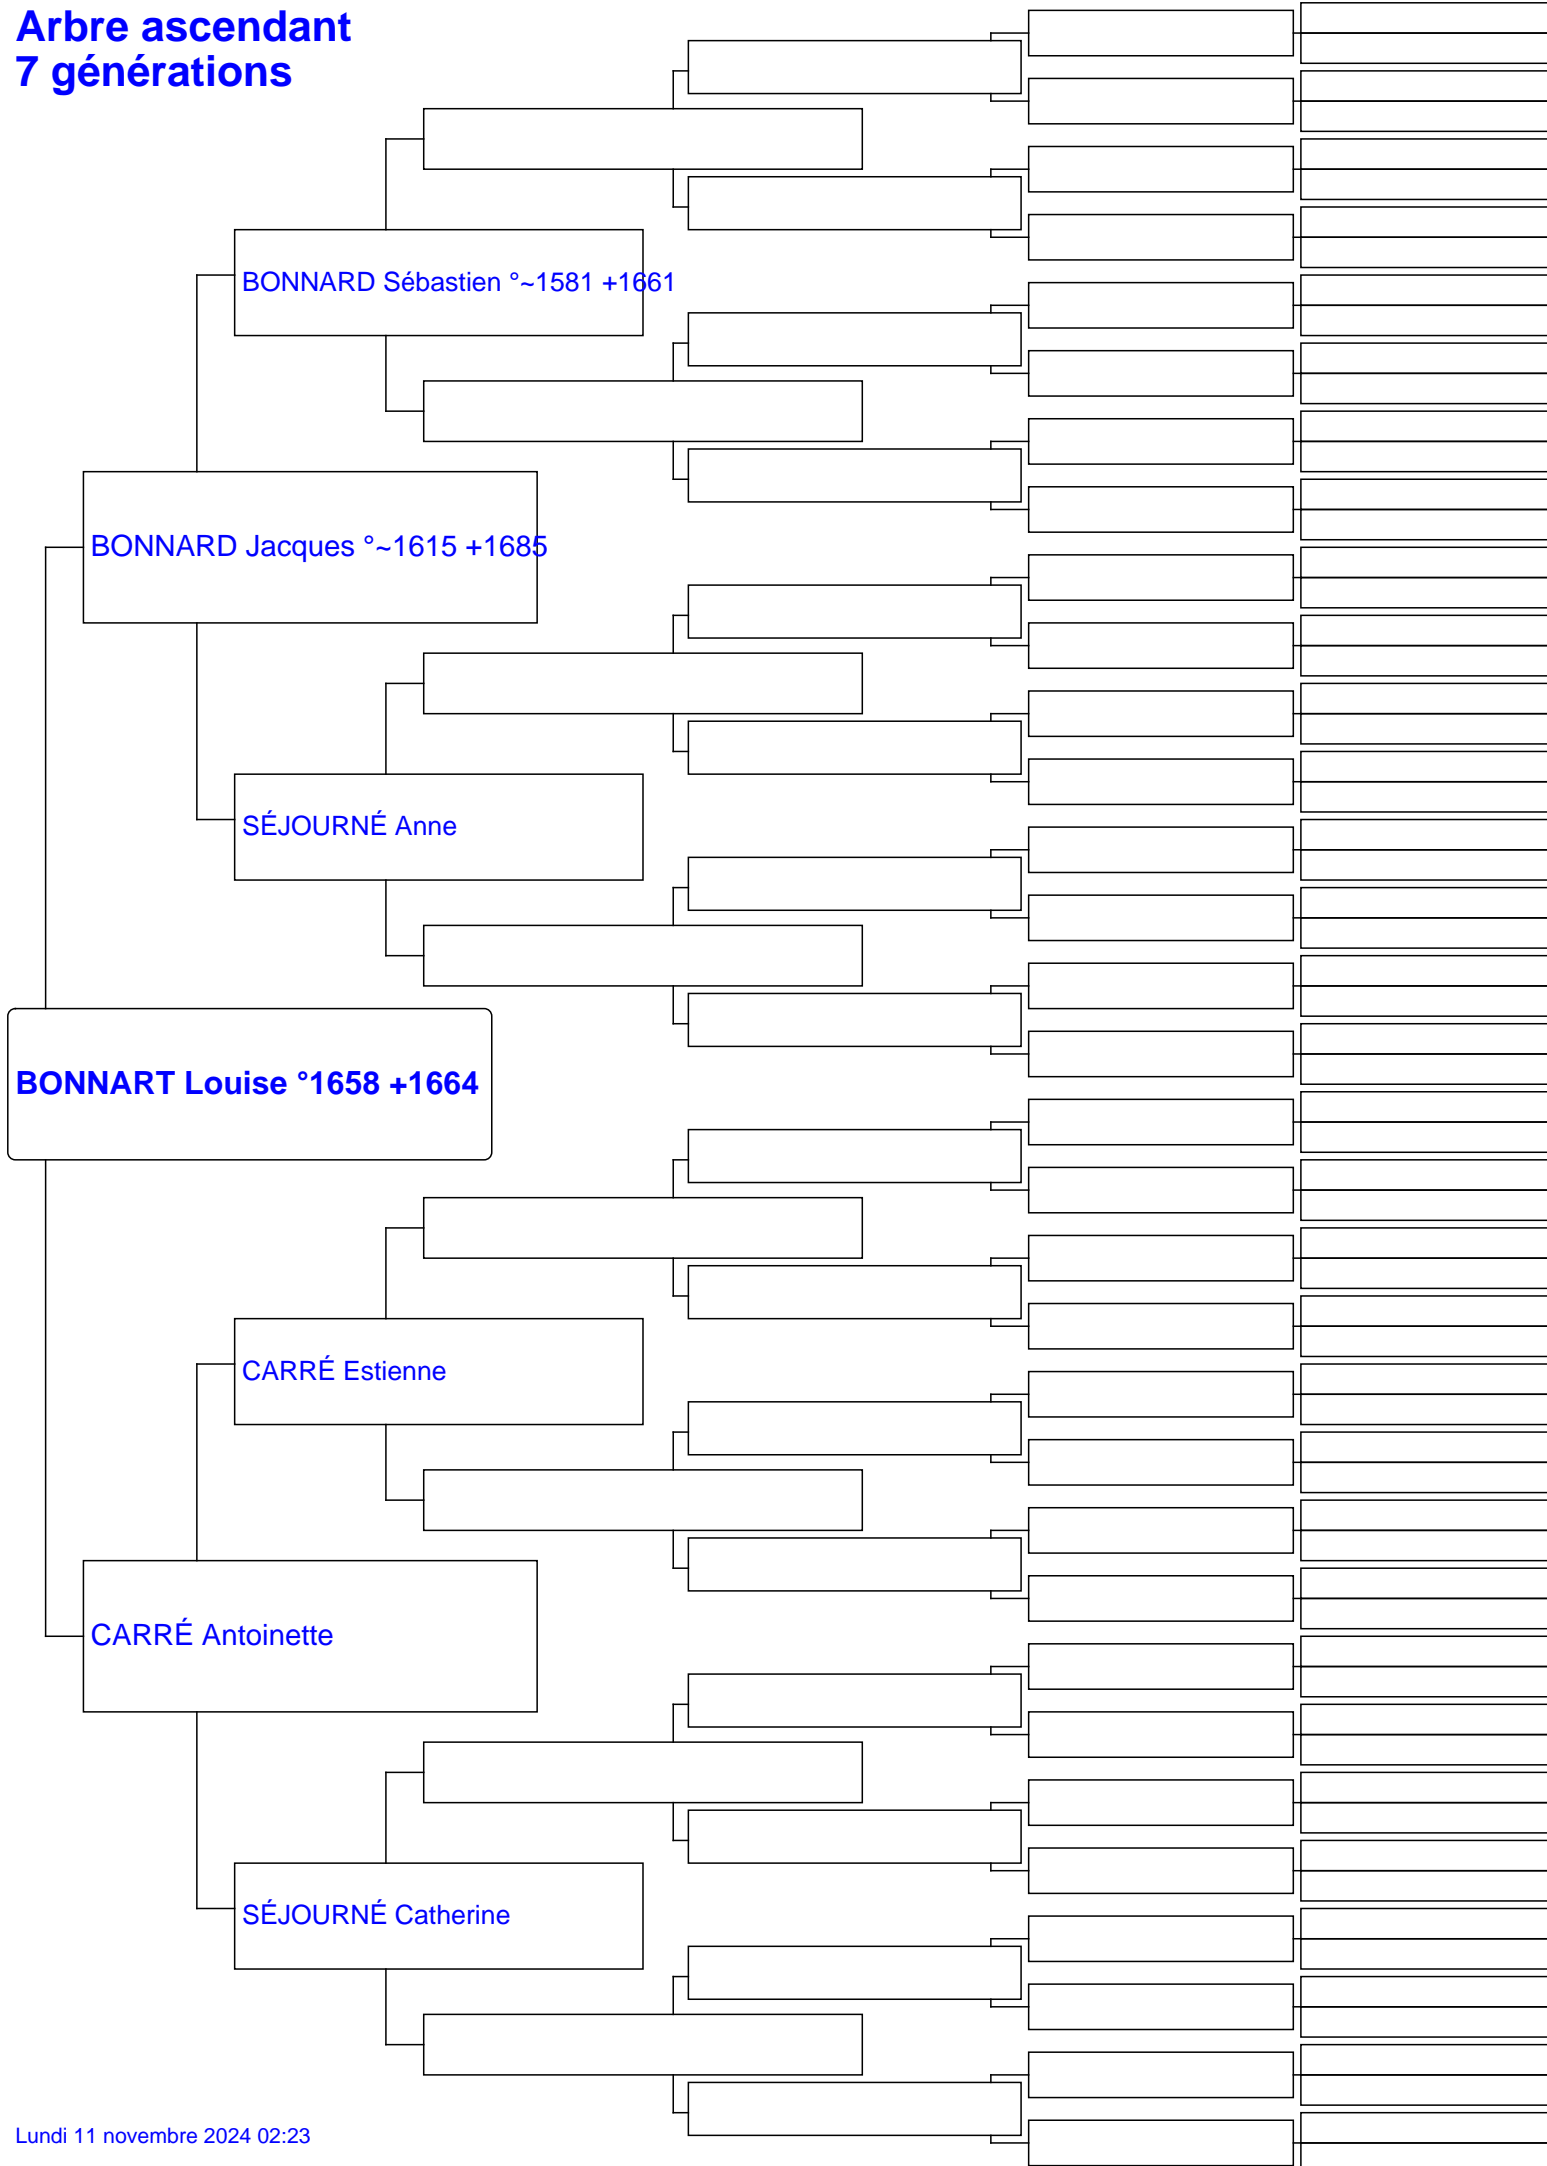 Arbre ascendant
7 générations
BONNARD Sébastien °~1581 +1661
BONNARD Jacques °~1615 +1685
SÉJOURNÉ Anne
BONNART Louise °1658 +1664
CARRÉ Estienne
CARRÉ Antoinette
SÉJOURNÉ Catherine
Lundi 11 novembre 2024 02:23